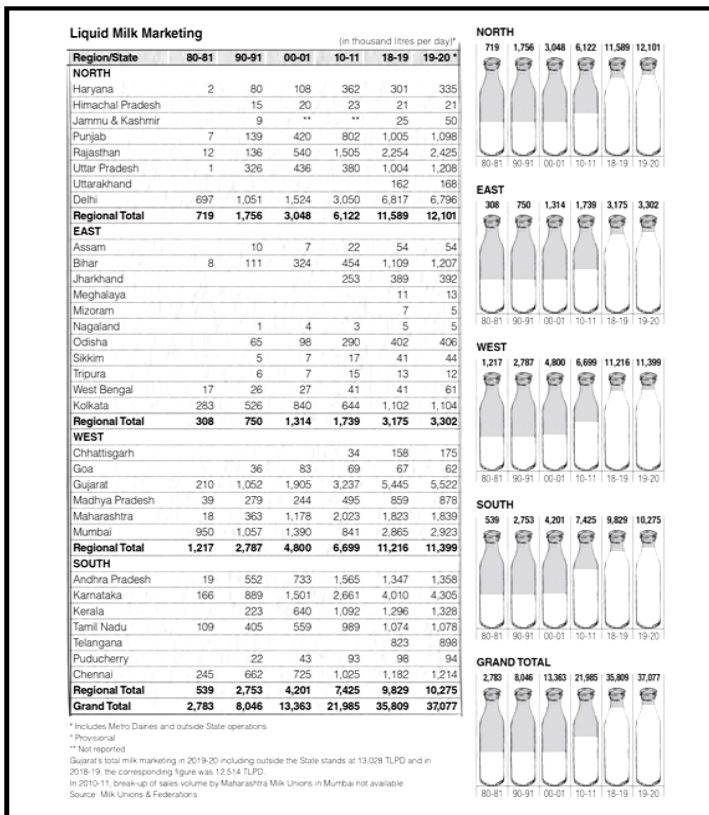 Liquid Milk Marketing
(in thousand litres per day)*
Region/State 80-81 90-91 00-01 10-11 18-19 19-20 *
NORTH
Haryana 2 80 108 362 301 335
Himachal Pradesh 15 20 23 21 21
Jammu & Kashmir 9 ** ** 25 50
Punjab 7 139 420 802 1,005 1,098
Rajasthan 12 136 540 1,505 2,254 2,425
Uttar Pradesh 1 326 436 380 1,004 1,208
Uttarakhand 162 168
Delhi 697 1,051 1,524 3,050 6,817 6,796
Regional Total 719 1,756 3,048 6,122 11,589 12,101
EAST
Assam 10 7 22 54 54
Bihar 8 111 324 454 1,109 1,207
Jharkhand 253 389 392
Meghalaya 11 13
Mizoram 7 5
Nagaland 1 4 3 5 5
Odisha 65 98 290 402 406
Sikkim 5 7 17 41 44
Tripura 6 7 15 13 12
West Bengal 17 26 27 41 41 61
Kolkata 283 526 840 644 1,102 1,104
Regional Total 308 750 1,314 1,739 3,175 3,302
WEST
Chhattisgarh 34 158 175
Goa 36 83 69 67 62
Gujarat 210 1,052 1,905 3,237 5,445 5,522
Madhya Pradesh 39 279 244 495 859 878
Maharashtra 18 363 1,178 2,023 1,823 1,839
Mumbai 950 1,057 1,390 841 2,865 2,923
Regional Total 1,217 2,787 4,800 6,699 11,216 11,399
SOUTH
Andhra Pradesh 19 552 733 1,565 1,347 1,358
Karnataka 166 889 1,501 2,661 4,010 4,305
Kerala 223 640 1,092 1,296 1,328
Tamil Nadu 109 405 559 989 1,074 1,078
Telangana 823 898
Puducherry 22 43 93 98 94
Chennai 245 662 725 1,025 1,182 1,214
Regional Total 539 2,753 4,201 7,425 9,829 10,275
Grand Total 2,783 8,046 13,363 21,985 35,809 37,077
* Includes Metro Dairies and outside State operations
* Provisional
** Not reported
Gujarat's total milk marketing in 2019-20 including outside the State stands at 13,028 TLPD and in
2018-19, the corresponding figure was 12,514 TLPD.
In 2010-11, break-up of sales volume by Maharashtra Milk Unions in Mumbai not available
Source: Milk Unions & Federations
NORTH
719 1,756 3,048 6,122 11,589 12,101
80-81 90-91 00-01 10-11 18-19 19-20
EAST
308 750 1,314 1,739 3,175 3,302
80-81 90-91 00-01 10-11 18-19 19-20
WEST
1,217 2,787 4,800 6,699 11,216 11,399
80-81 90-91 00-01 10-11 18-19 19-20
SOUTH
539 2,753 4,201 7,425 9,829 10,275
80-81 90-91 00-01 10-11 18-19 19-20
GRAND TOTAL
2,783 8,046 13,363 21,985 35,809 37,077
80-81 90-91 00-01 10-11 18-19 19-20